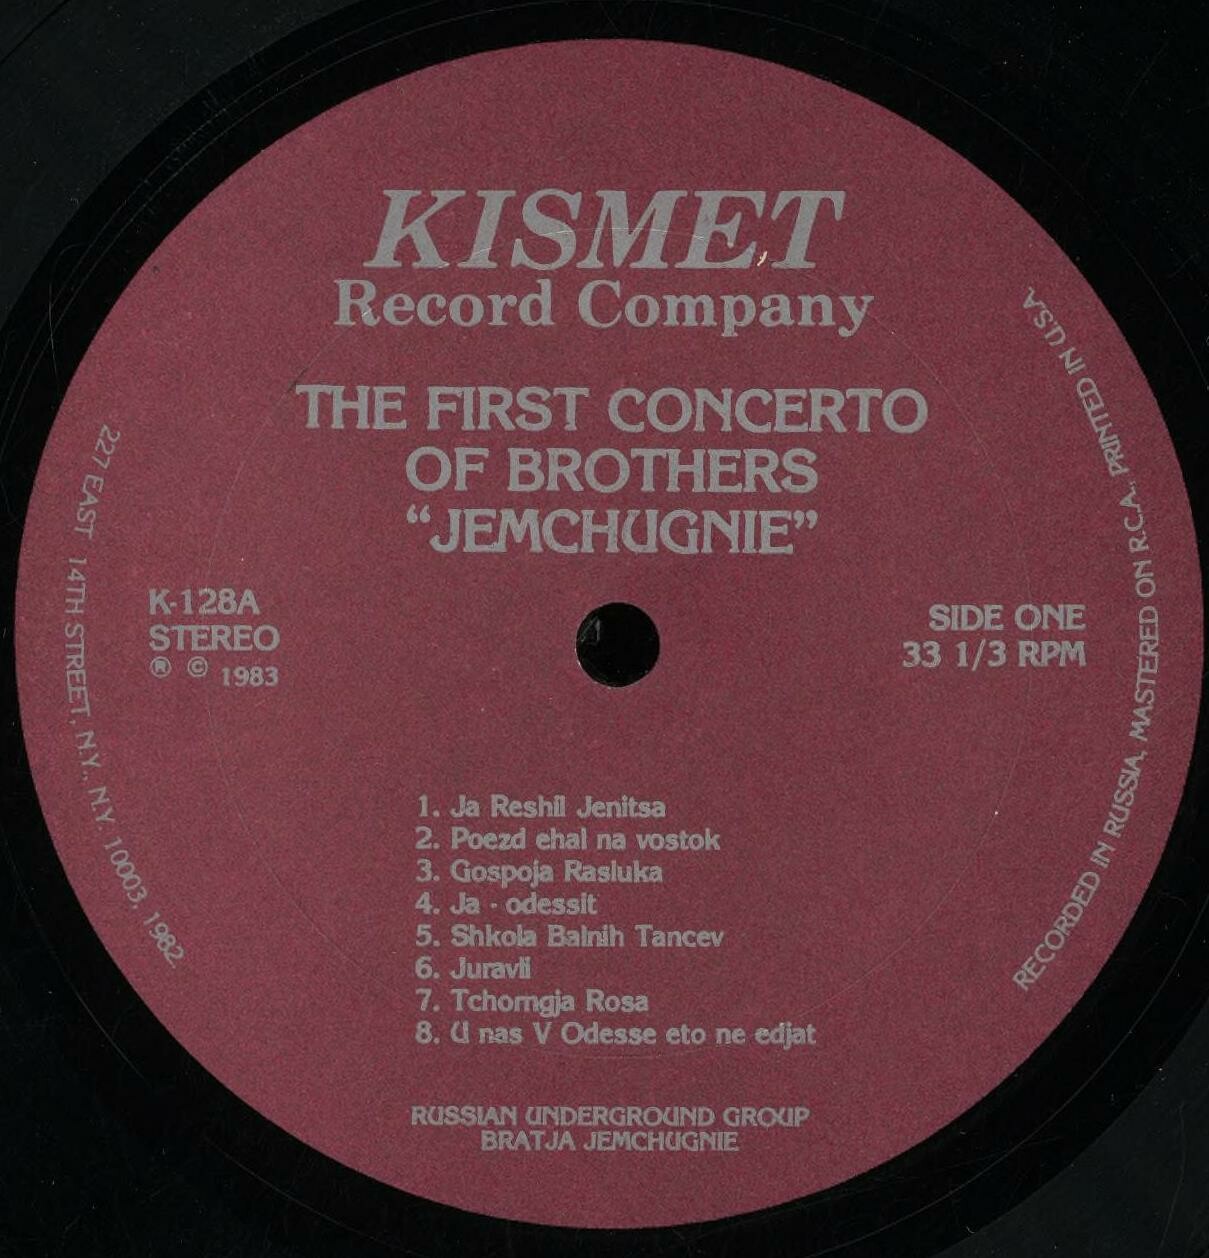 KISMET
Record Company
THE FIRST CONCERTO
OF BROTHERS
“JEMCHUGNIE”
K-128A
STEREO
® © 1983
SIDE ONE
33 1/3 RPM
1. Ja Reshil Jenitsa
2. Poezd ehal na vostok
3. Gospoja Rasluka
4. Ja - odessit
5. Shkola Balnih Tancev
6. Juravli
7. Tchorngja Rosa
8. U nas V Odesse eto ne edjat
RUSSIAN UNDERGROUND GROUP
BRATJA JEMCHUGNIE
227 EAST 14TH STREET, N.Y., N.Y. 10003, 1982
RECORDED IN RUSSIA, MASTERED ON R.C.A., PRINTED IN U.S.A.